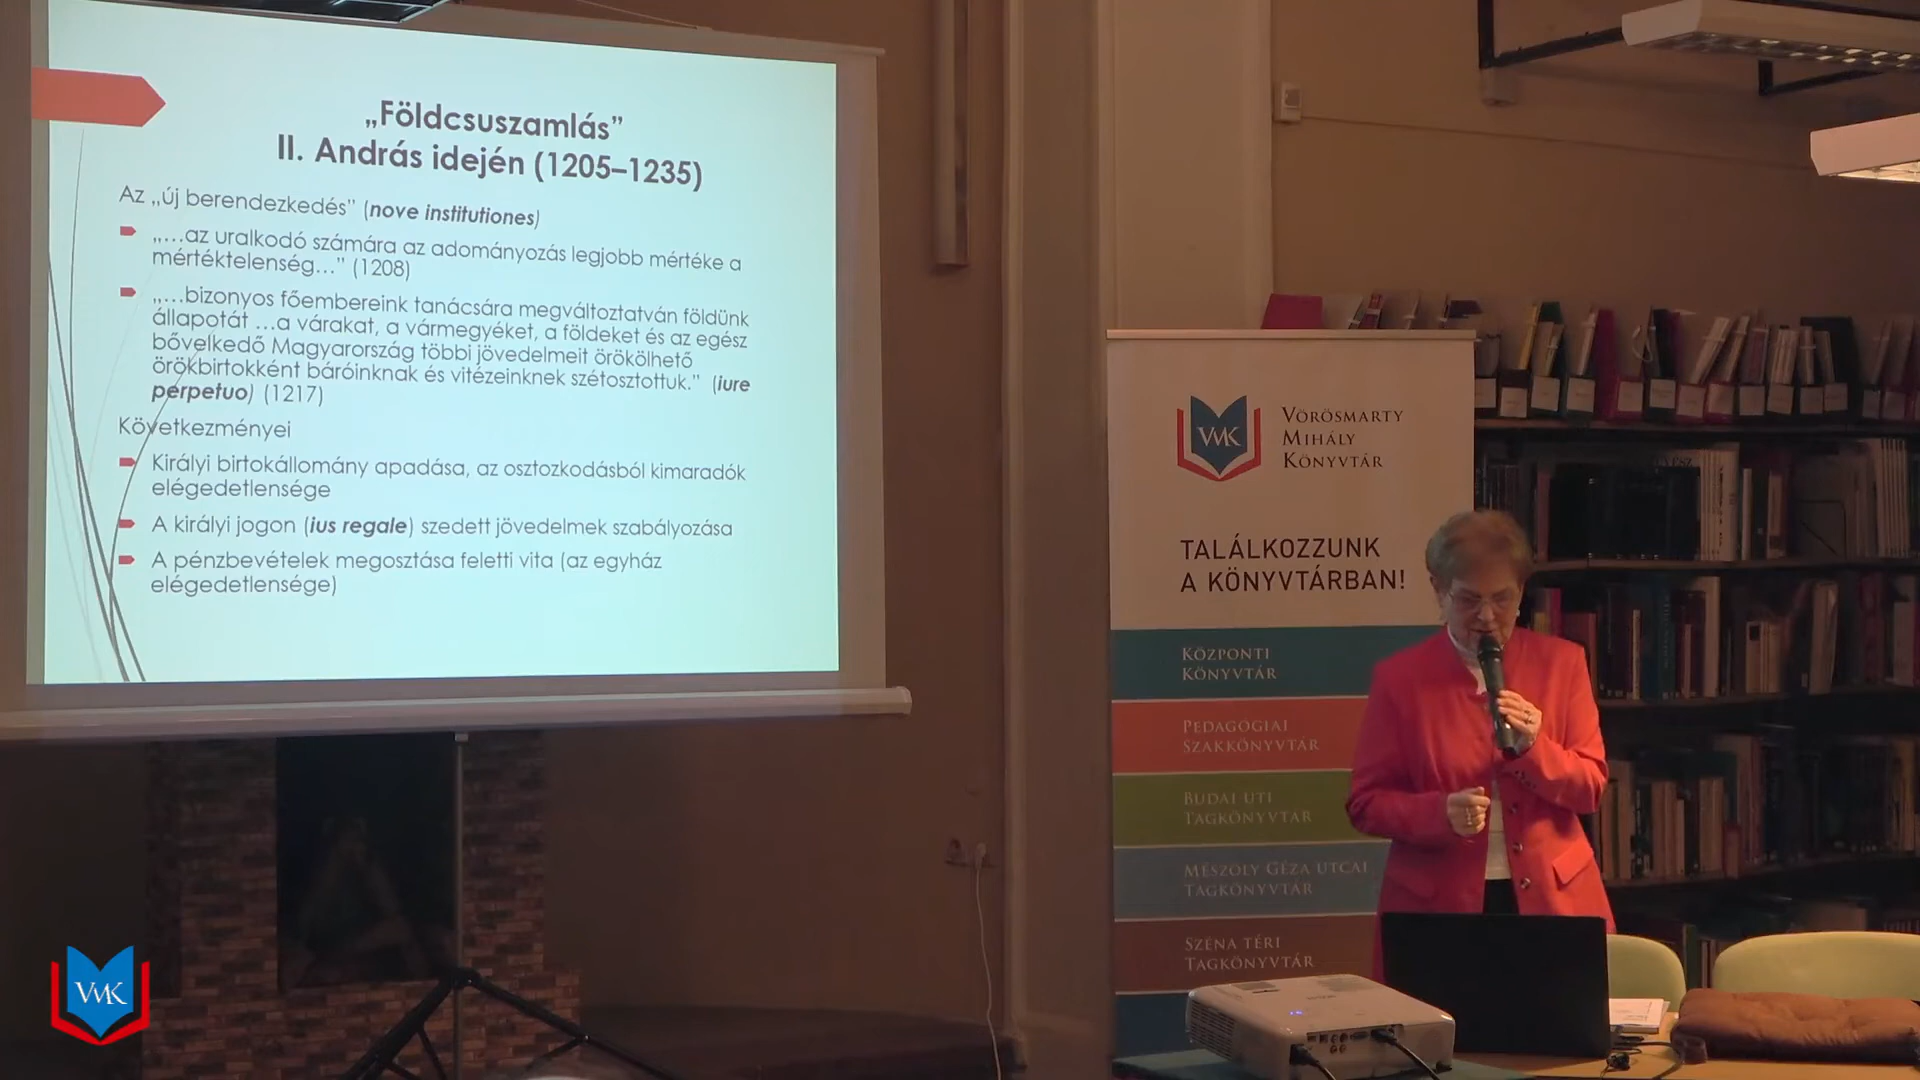 „Földcsuszamlás”
II. András idején (1205–1235)
Az „új berendezkedés” (nove institutiones)
„…az uralkodó számára az adományozás legjobb mértéke a
mértéktelenség…” (1208)
„…bizonyos főembereink tanácsára megváltoztatván földünk
állapotát …a várakat, a vármegyéket, a földeket és az egész
bővelkedő Magyarország többi jövedelmeit örökölhető
örökbirtokként báróinknak és vitézeinknek szétosztottuk.” (iure
perpetuo) (1217)
Következményei
Királyi birtokállomány apadása, az osztozkodásból kimaradók
elégedetlensége
A királyi jogon (ius regale) szedett jövedelmek szabályozása
A pénzbevételek megosztása feletti vita (az egyház
elégedetlensége)
VMK
VÖRÖSMARTY
MIHÁLY
KÖNYVTÁR
TALÁLKOZZUNK
A KÖNYVTÁRBAN!
KÖZPONTI
KÖNYVTÁR
PEDAGÓGIAI
SZAKKÖNYVTÁR
BUDAI ÚTI
TAGKÖNYVTÁR
MÉSZÖLY GÉZA UTCAI
TAGKÖNYVTÁR
SZÉNA TÉRI
TAGKÖNYVTÁR
VMK